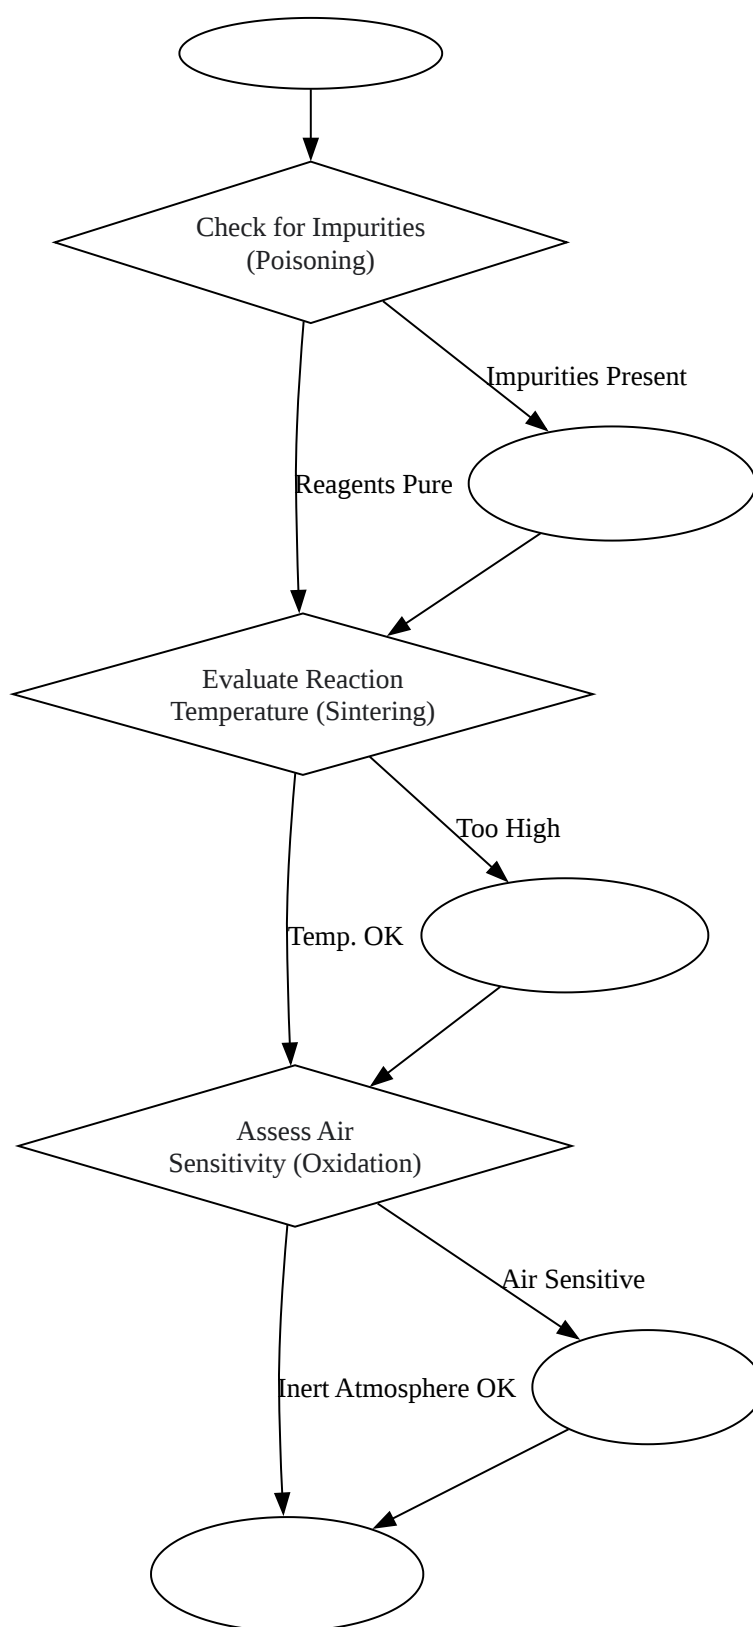 Check for Impurities
(Poisoning)
Impurities Present
Reagents Pure
Evaluate Reaction
Temperature (Sintering)
Too High
Temp. OK
Assess Air
Sensitivity (Oxidation)
Air Sensitive
Inert Atmosphere OK